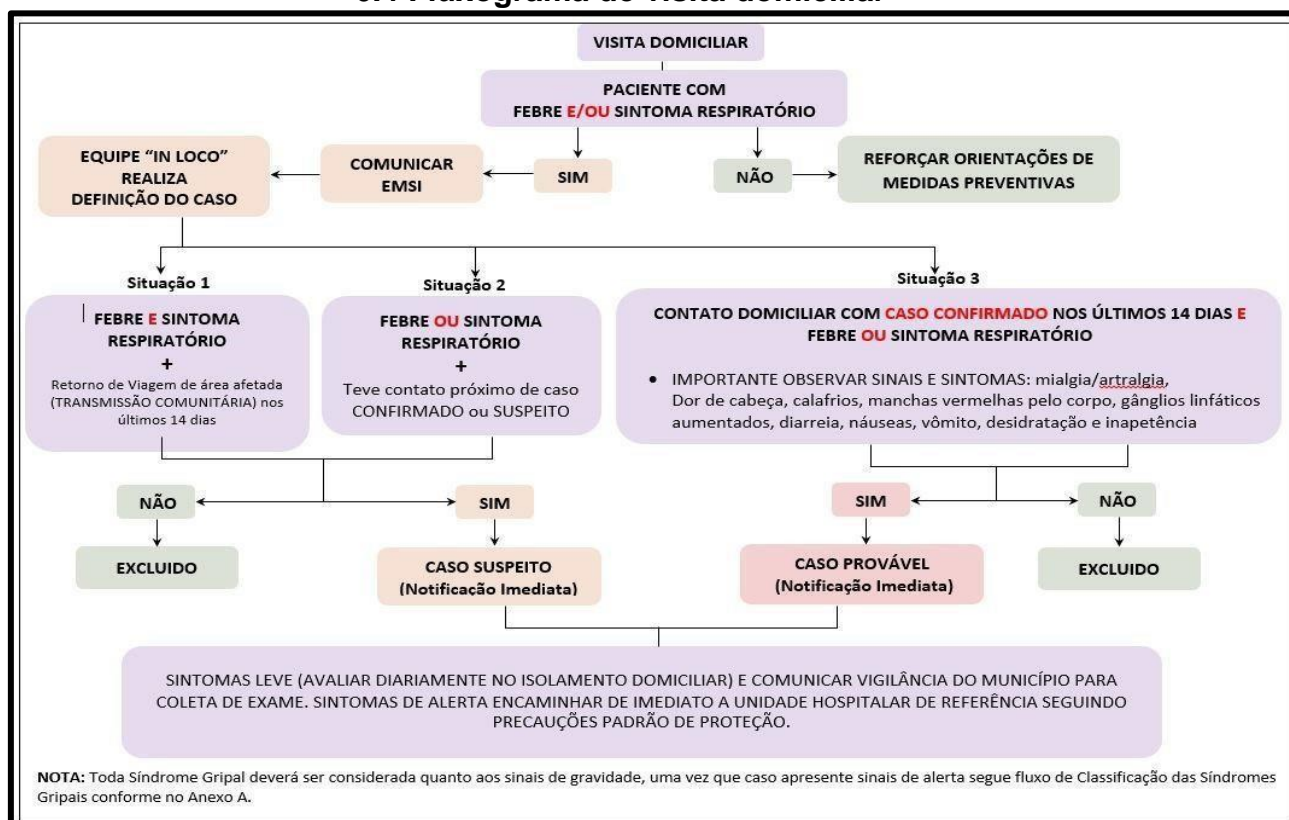 VISITA DOMICILIAR
PACIENTE COM
FEBRE E/OU SINTOMA RESPIRATÓRIO
EQUIPE “IN LOCO”
REALIZA
DEFINIÇÃO DO CASO
COMUNICAR
EMSI
SIM
NÃO
REFORÇAR ORIENTAÇÕES DE
MEDIDAS PREVENTIVAS
Situação 1
FEBRE E SINTOMA
RESPIRATÓRIO
+
Retorno de Viagem de área afetada
(TRANSMISSÃO COMUNITÁRIA) nos
últimos 14 dias
Situação 2
FEBRE OU SINTOMA
RESPIRATÓRIO
+
Teve contato próximo de caso
CONFIRMADO ou SUSPEITO
Situação 3
CONTATO DOMICILIAR COM CASO CONFIRMADO NOS ÚLTIMOS 14 DIAS E
FEBRE OU SINTOMA RESPIRATÓRIO
• IMPORTANTE OBSERVAR SINAIS E SINTOMAS: mialgia/artralgia,
Dor de cabeça, calafrios, manchas vermelhas pelo corpo, gânglios linfáticos
aumentados, diarreia, náuseas, vômito, desidratação e inapetência
NÃO
SIM
SIM
NÃO
EXCLUIDO
CASO SUSPEITO
(Notificação Imediata)
CASO PROVÁVEL
(Notificação Imediata)
EXCLUIDO
SINTOMAS LEVE (AVALIAR DIARIAMENTE NO ISOLAMENTO DOMICILIAR) E COMUNICAR VIGILÂNCIA DO MUNICÍPIO PARA
COLETA DE EXAME. SINTOMAS DE ALERTA ENCAMINHAR DE IMEDIATO A UNIDADE HOSPITALAR DE REFERÊNCIA SEGUINDO
PRECAUÇÕES PADRÃO DE PROTEÇÃO.
NOTA: Toda Síndrome Gripal deverá ser considerada quanto aos sinais de gravidade, uma vez que caso apresente sinais de alerta segue fluxo de Classificação das Síndromes
Gripais conforme no Anexo A.